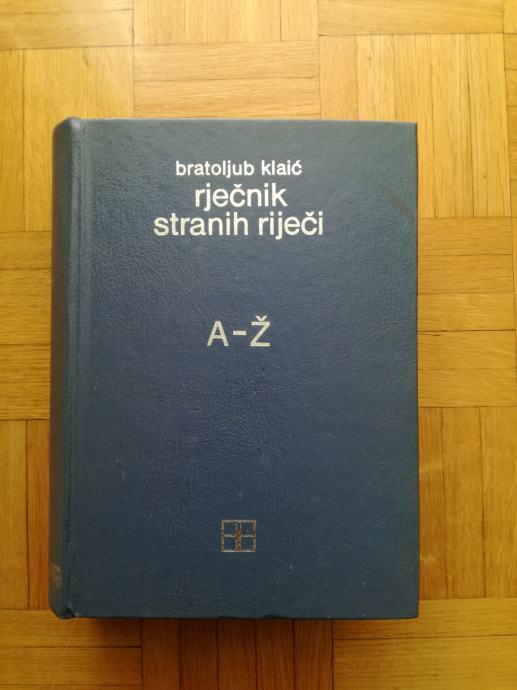 bratoljub klaić
rječnik
stranih riječi
A-Ž